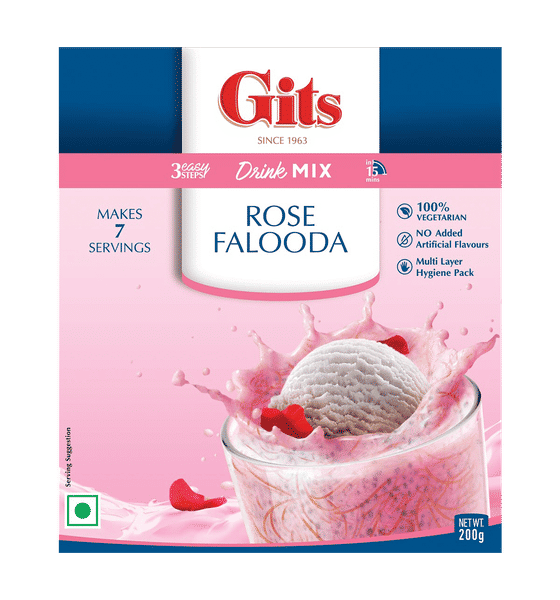 Gits
SINCE 1963
3 easy STEPS!
Drink MIX
in 15 mins
MAKES
7
SERVINGS
ROSE
FALOODA
100%
VEGETARIAN
NO Added
Artificial Flavours
Multi Layer
Hygiene Pack
Serving Suggestion
NET WT.
200g